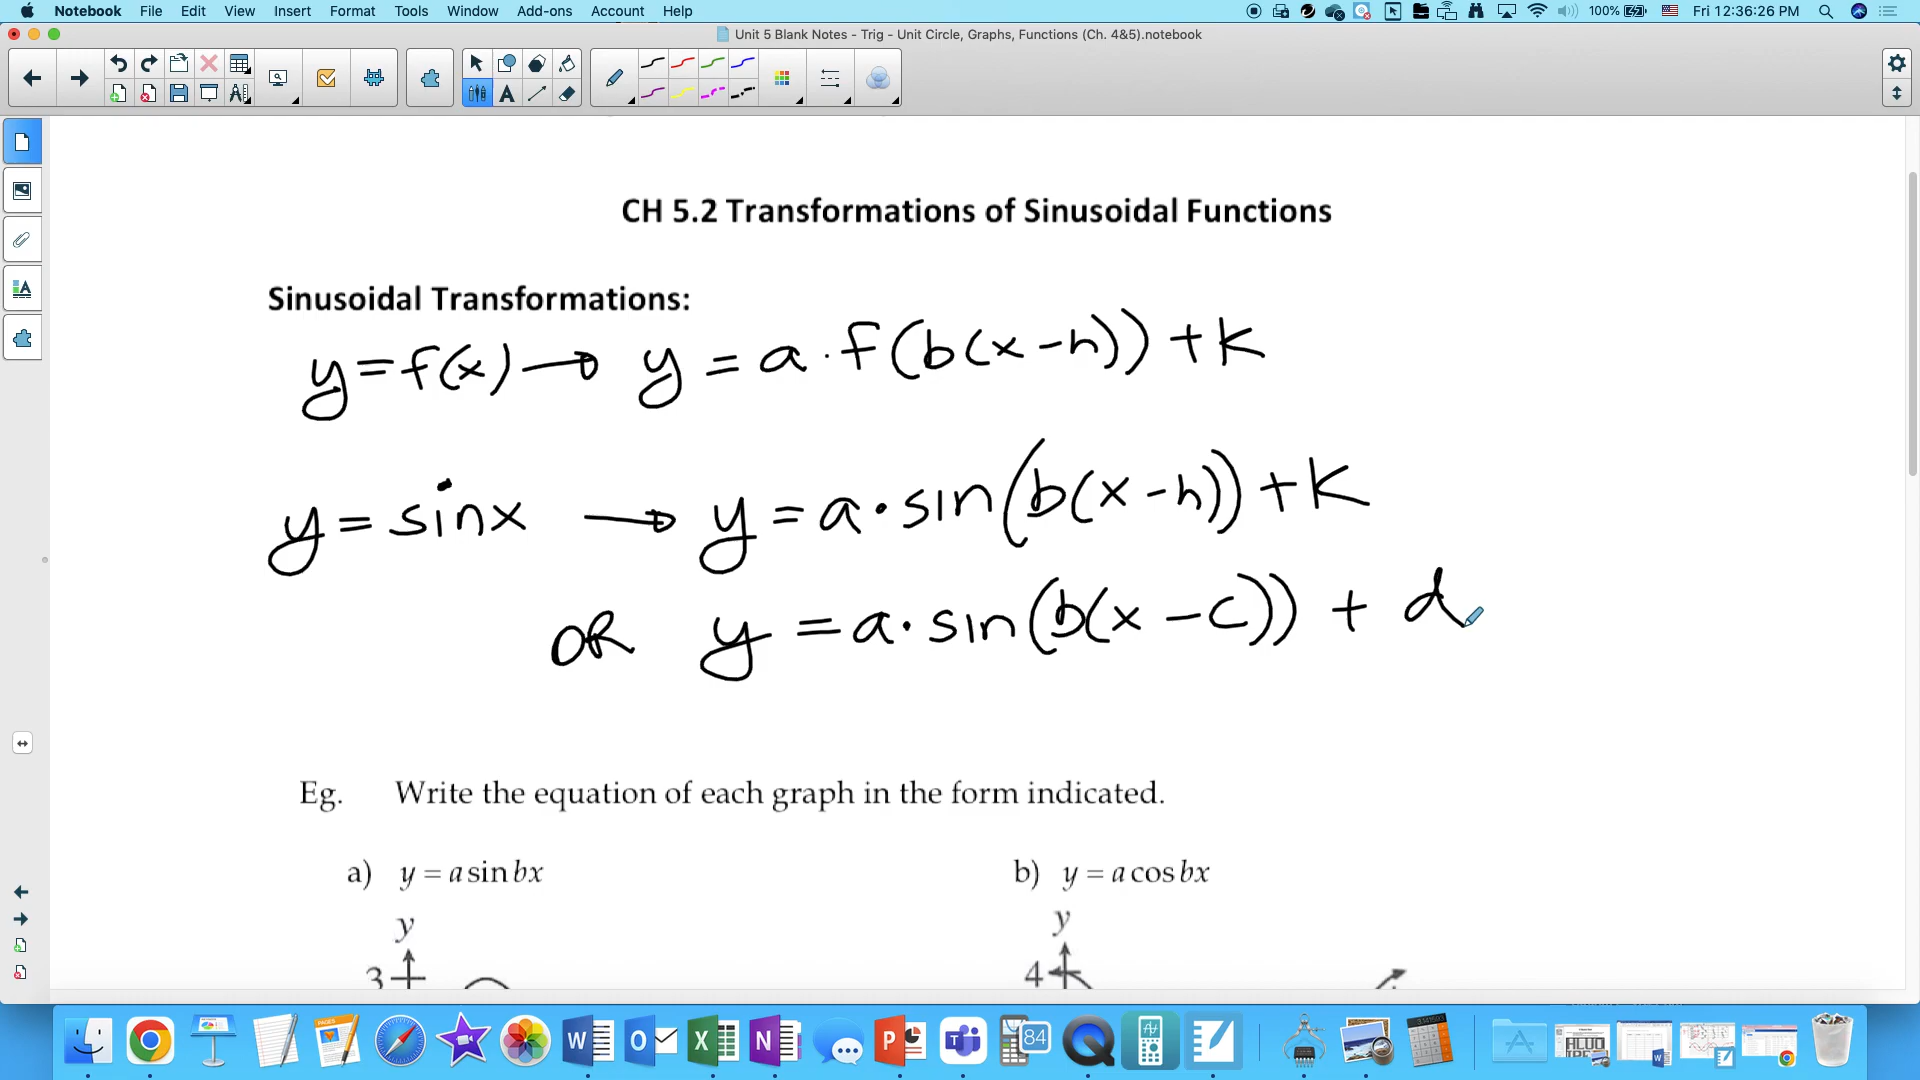 Notebook File Edit View Insert Format Tools Window Add-ons Account Help 100% Fri 12:36:26 PM
Unit 5 Blank Notes - Trig - Unit Circle, Graphs, Functions (Ch. 4&5).notebook
CH 5.2 Transformations of Sinusoidal Functions
Sinusoidal Transformations:
y = f(x) → y = a · f(b(x - h)) + k
y = sinx → y = a · sin(b(x - h)) + k
OR y = a · sin(b(x - c)) + d
Eg. Write the equation of each graph in the form indicated.
a) y = a sin bx b) y = a cos bx
y y
3 4
84